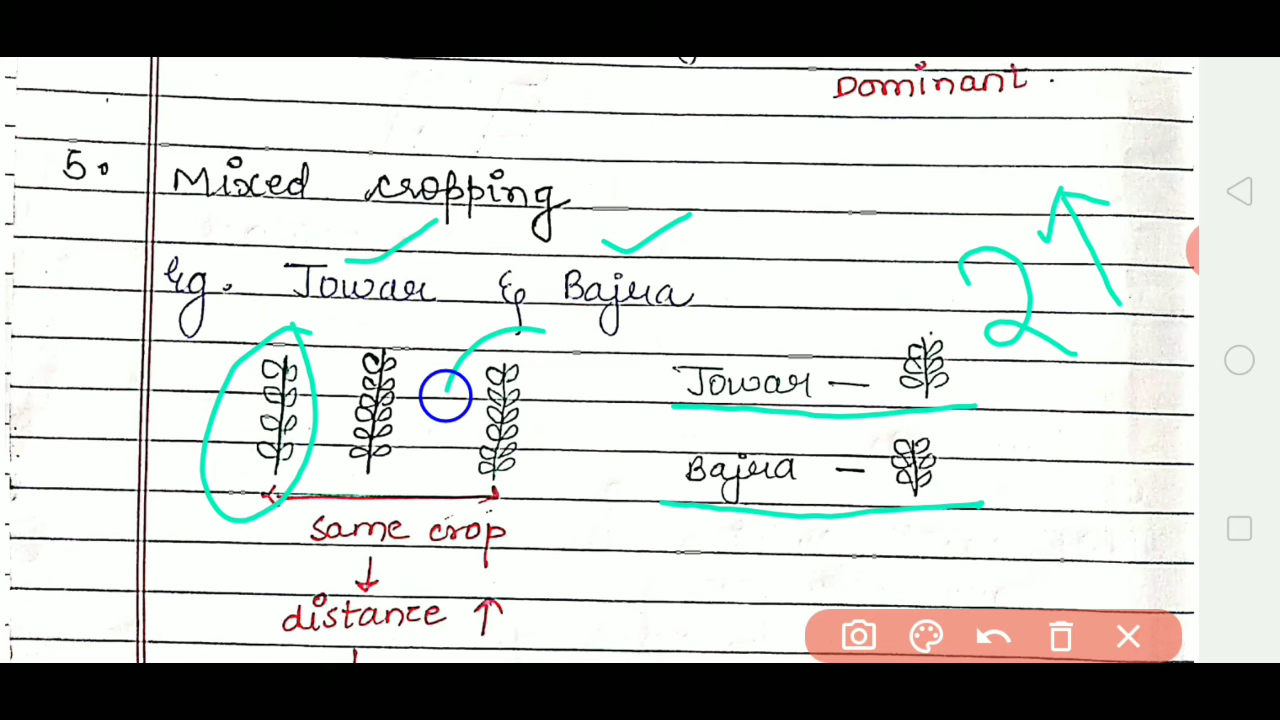 Dominant.
5. Mixed cropping
Eg. Jowar & Bajra
2
Jowar —
Bajra —
same crop
↓
distance ↑